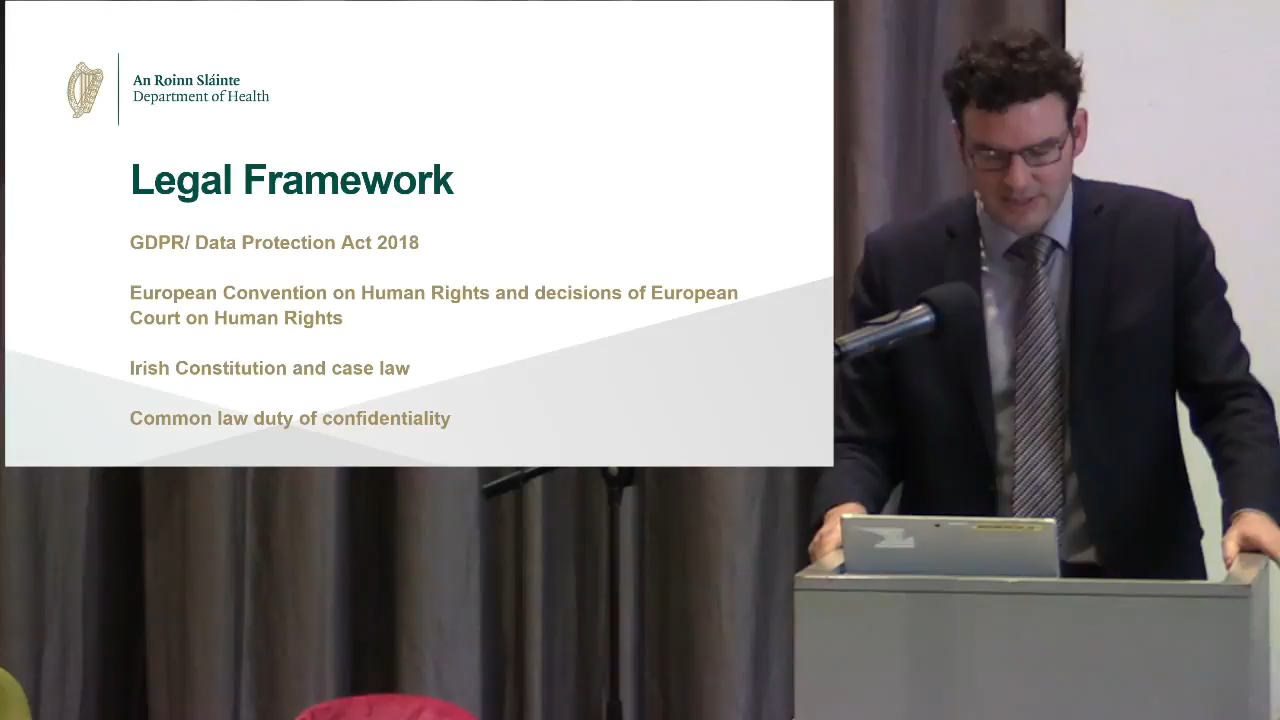 An Roinn Sláinte
Department of Health
Legal Framework
GDPR/ Data Protection Act 2018
European Convention on Human Rights and decisions of European
Court on Human Rights
Irish Constitution and case law
Common law duty of confidentiality